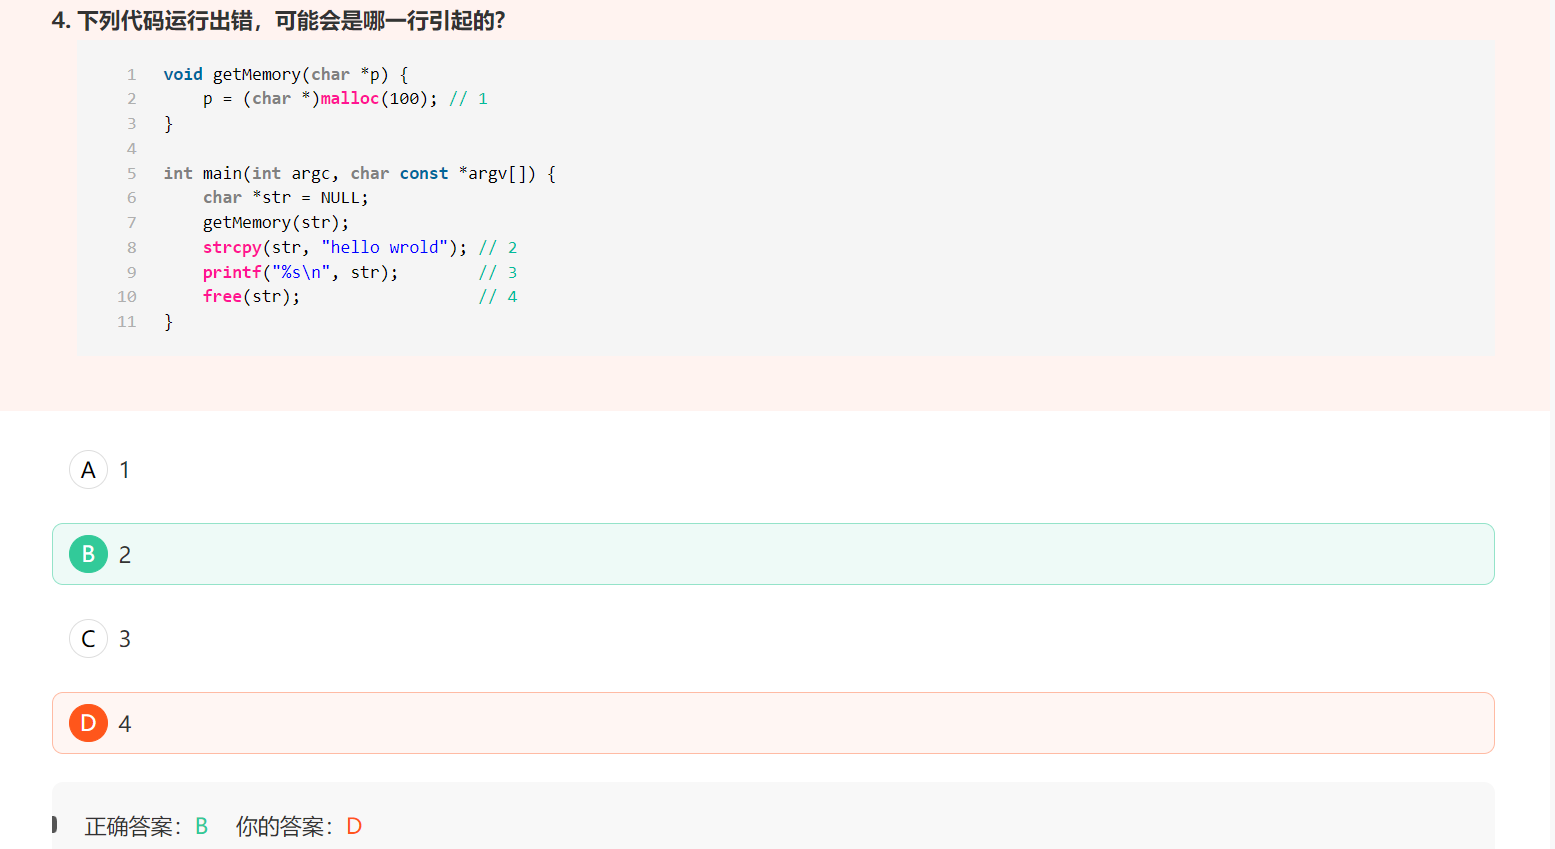 4. 下列代码运行出错，可能会是哪一行引起的?
1 void getMemory(char *p) {
2 p = (char *)malloc(100); // 1
3 }
4
5 int main(int argc, char const *argv[]) {
6 char *str = NULL;
7 getMemory(str);
8 strcpy(str, "hello wrold"); // 2
9 printf("%s\n", str); // 3
10 free(str); // 4
11 }
A 1
B 2
C 3
D 4
正确答案：B 你的答案：D